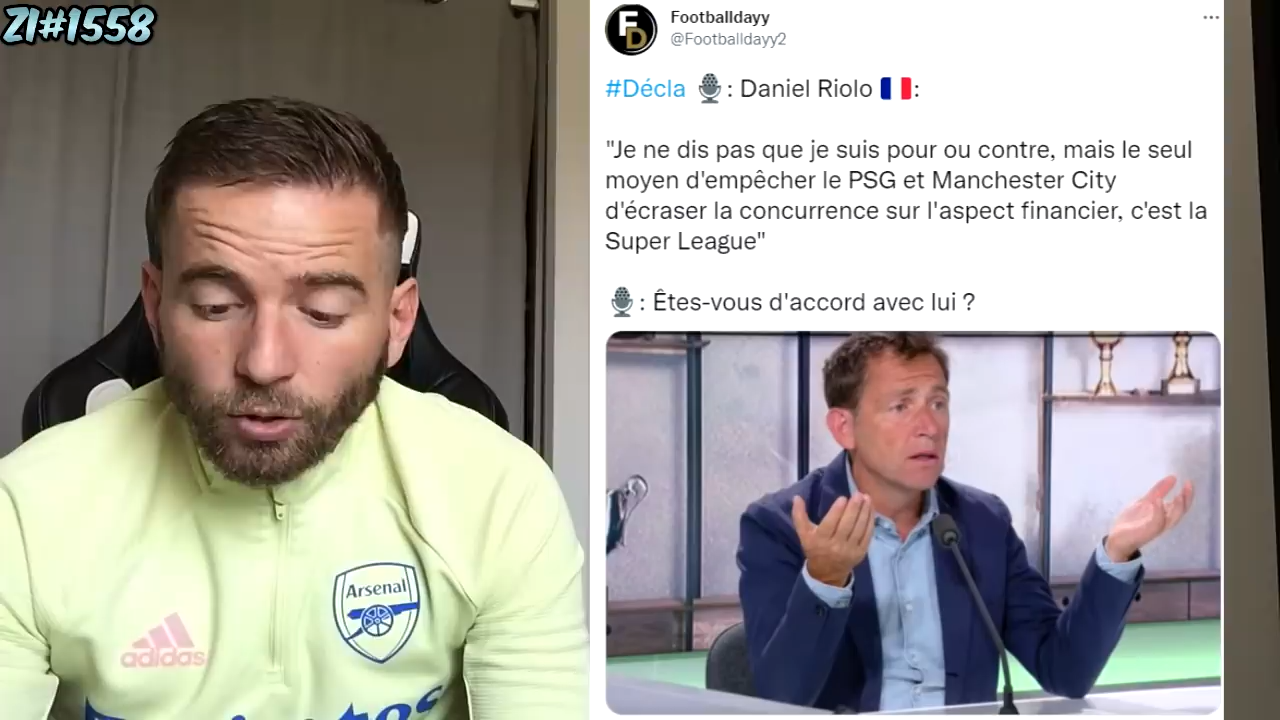 ZI#1558
Footballdayy
@Footballdayy2
#Décla : Daniel Riolo :
"Je ne dis pas que je suis pour ou contre, mais le seul
moyen d'empêcher le PSG et Manchester City
d'écraser la concurrence sur l'aspect financier, c'est la
Super League"
: Êtes-vous d'accord avec lui ?
FD
Arsenal
adidas